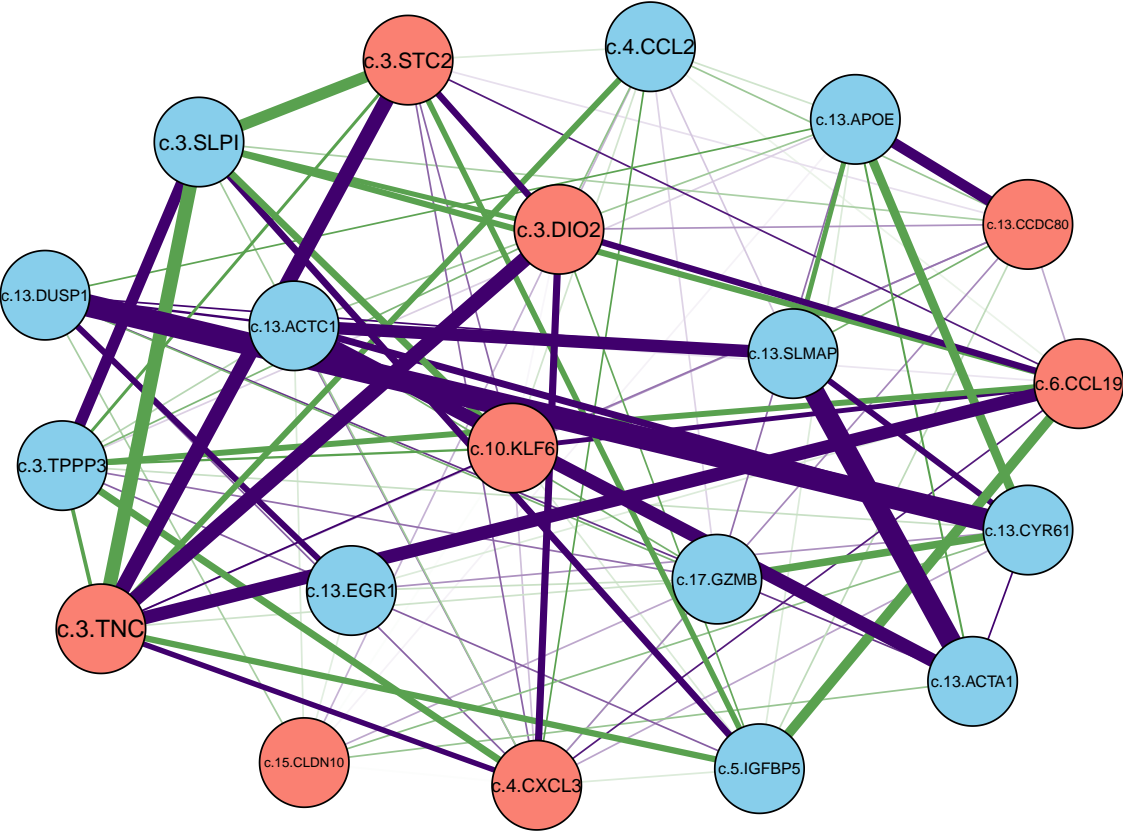 c.4.CCL2
c.3.STC2
c.13.APOE
c.3.SLPI
c.13.CCDC80
c.3.DIO2
c.13.DUSP1
c.13.ACTC1
c.13.SLMAP
c.6.CCL19
c.10.KLF6
c.3.TPPP3
c.13.CYR61
c.17.GZMB
c.13.EGR1
c.3.TNC
c.13.ACTA1
c.15.CLDN10
c.5.IGFBP5
c.4.CXCL3